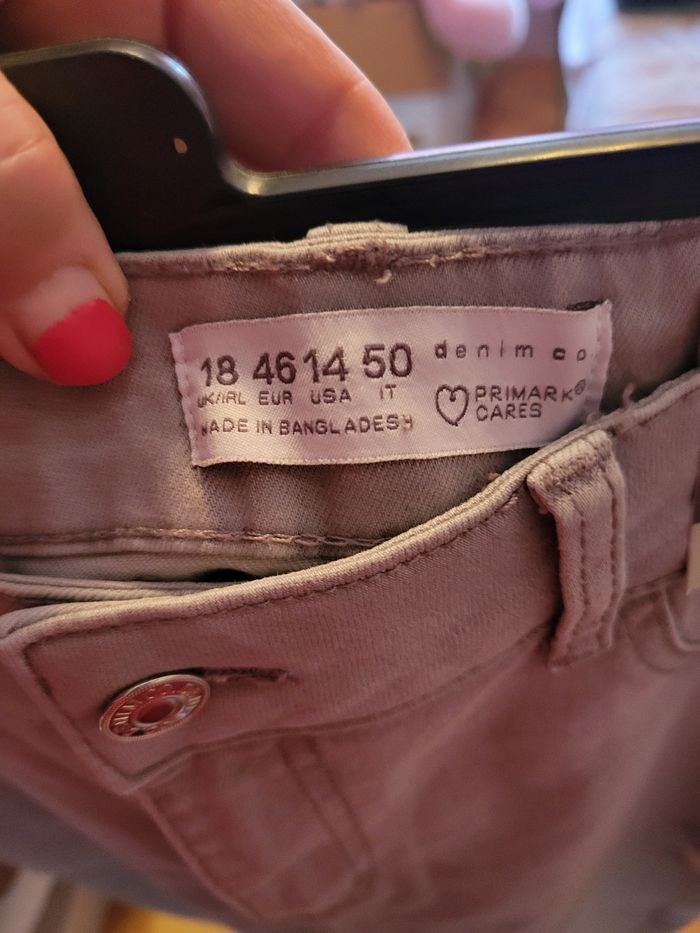 18 46 14 50
UK/IRL EUR USA IT
MADE IN BANGLADESH
denim co
PRIMARK®
CARES